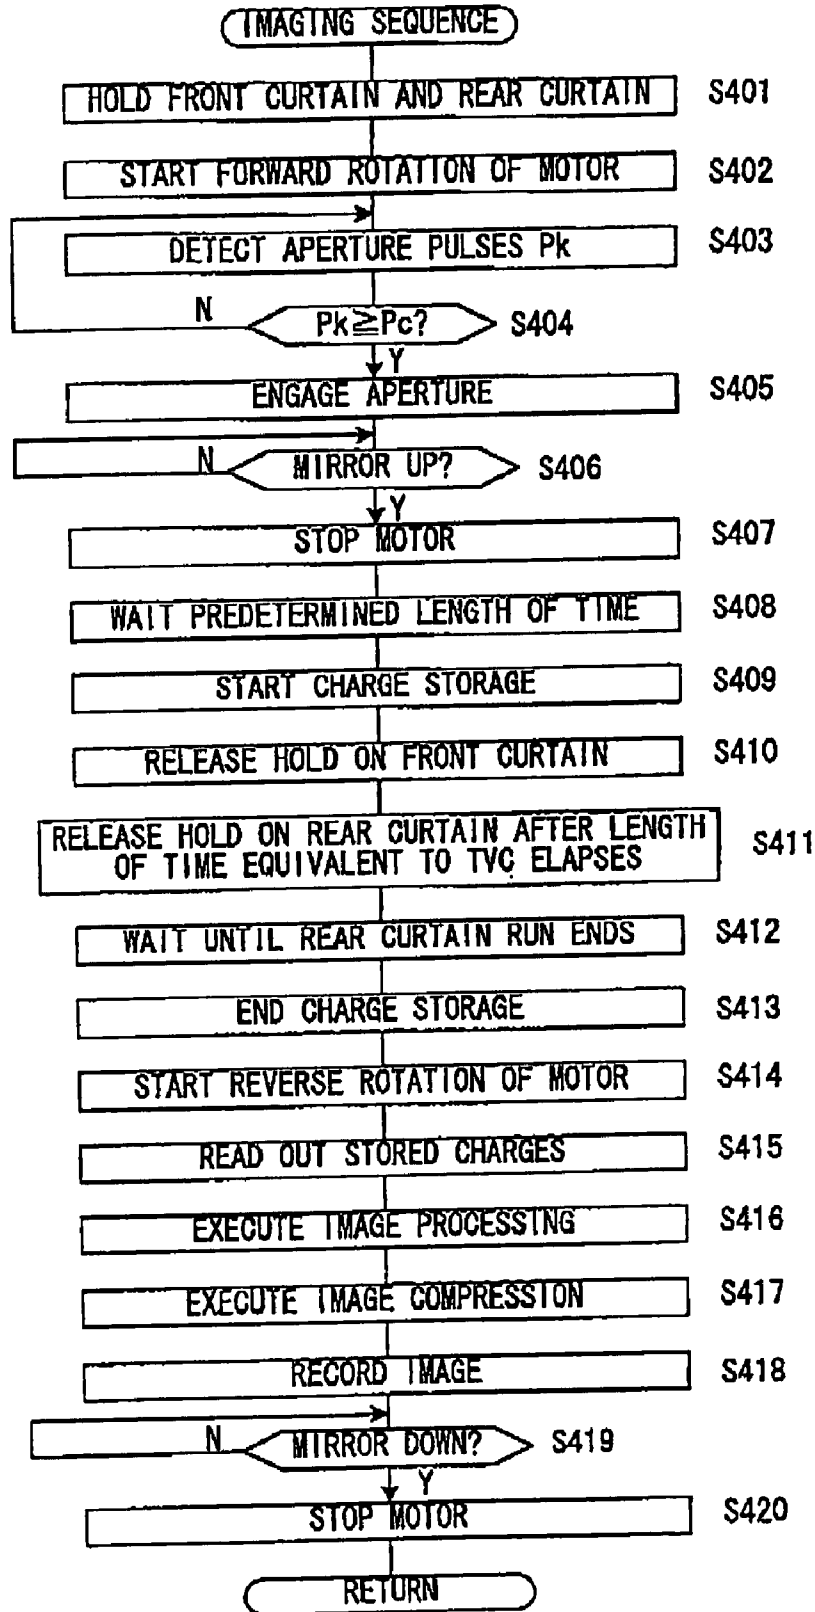 IMAGING SEQUENCE
HOLD FRONT CURTAIN AND REAR CURTAIN S401
START FORWARD ROTATION OF MOTOR S402
DETECT APERTURE PULSES Pk S403
N Pk≧Pc? S404
Y
ENGAGE APERTURE S405
N MIRROR UP? S406
Y
STOP MOTOR S407
WAIT PREDETERMINED LENGTH OF TIME S408
START CHARGE STORAGE S409
RELEASE HOLD ON FRONT CURTAIN S410
RELEASE HOLD ON REAR CURTAIN AFTER LENGTH
OF TIME EQUIVALENT TO TVC ELAPSES S411
WAIT UNTIL REAR CURTAIN RUN ENDS S412
END CHARGE STORAGE S413
START REVERSE ROTATION OF MOTOR S414
READ OUT STORED CHARGES S415
EXECUTE IMAGE PROCESSING S416
EXECUTE IMAGE COMPRESSION S417
RECORD IMAGE S418
N MIRROR DOWN? S419
Y
STOP MOTOR S420
RETURN